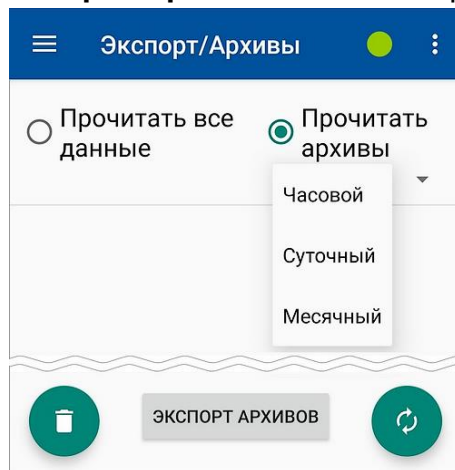 Экспорт/Архивы
Прочитать все
данные
Прочитать
архивы
Часовой
Суточный
Месячный
ЭКСПОРТ АРХИВОВ